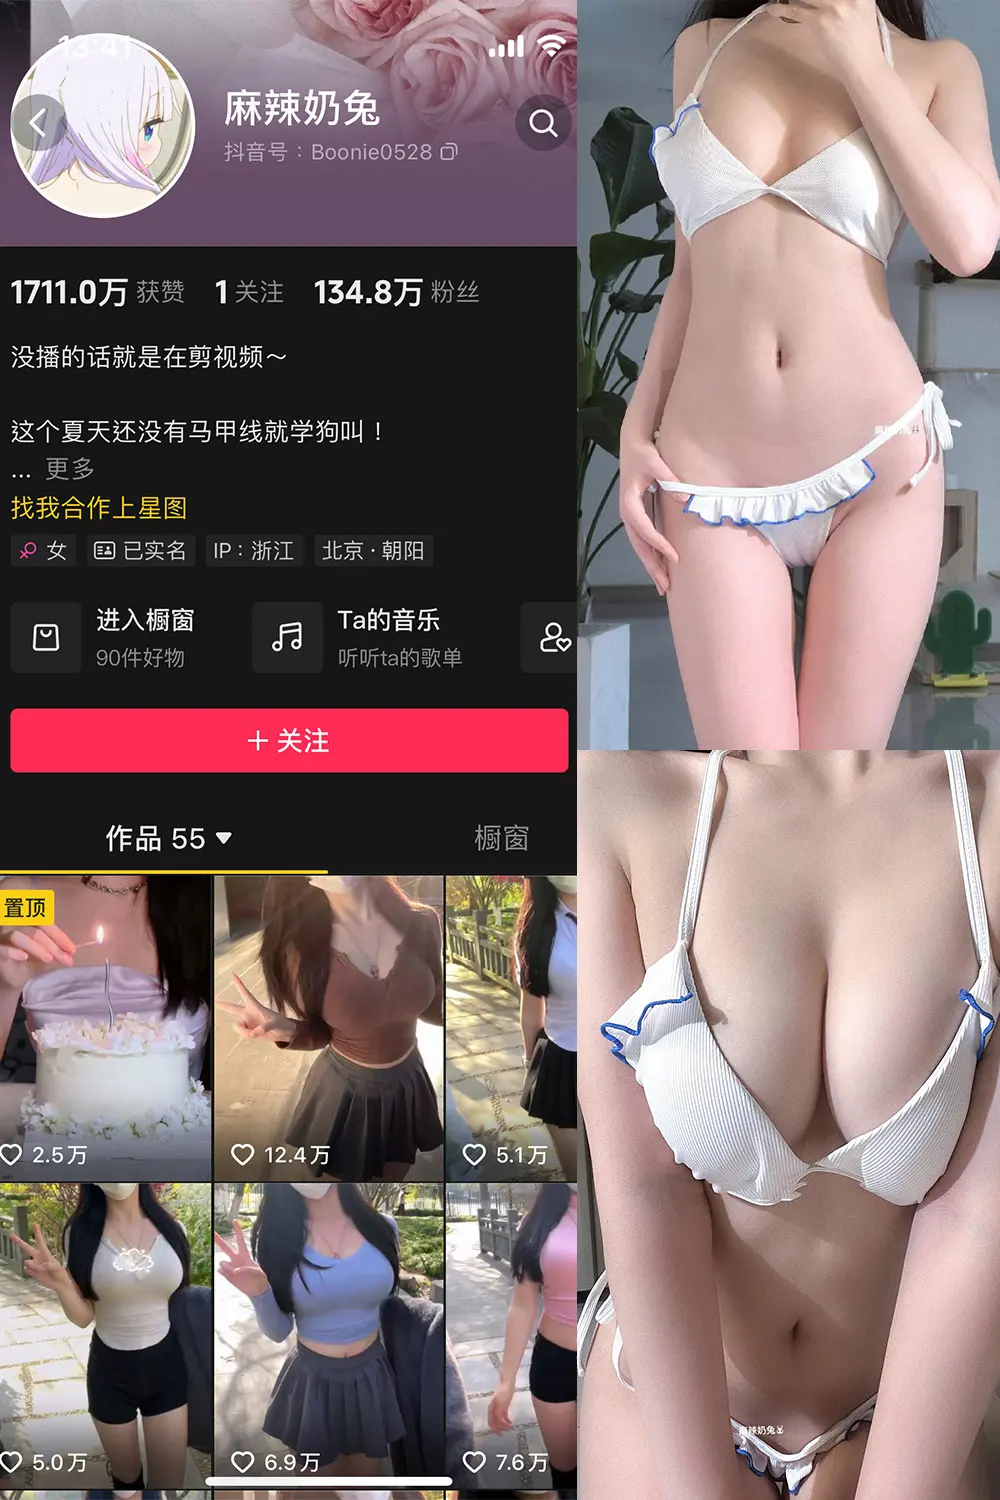 13:41
麻辣奶兔
抖音号：Boonie0528
1711.0万 获赞 1 关注 134.8万 粉丝
没播的话就是在剪视频～
这个夏天还没有马甲线就学狗叫！
... 更多
找我合作上星图
女 已实名 IP：浙江 北京·朝阳
进入橱窗
90件好物
Ta的音乐
听听ta的歌单
＋ 关注
作品 55 橱窗
置顶
2.5万 12.4万 5.1万
5.0万 6.9万 7.6万
麻辣奶兔
麻辣奶兔